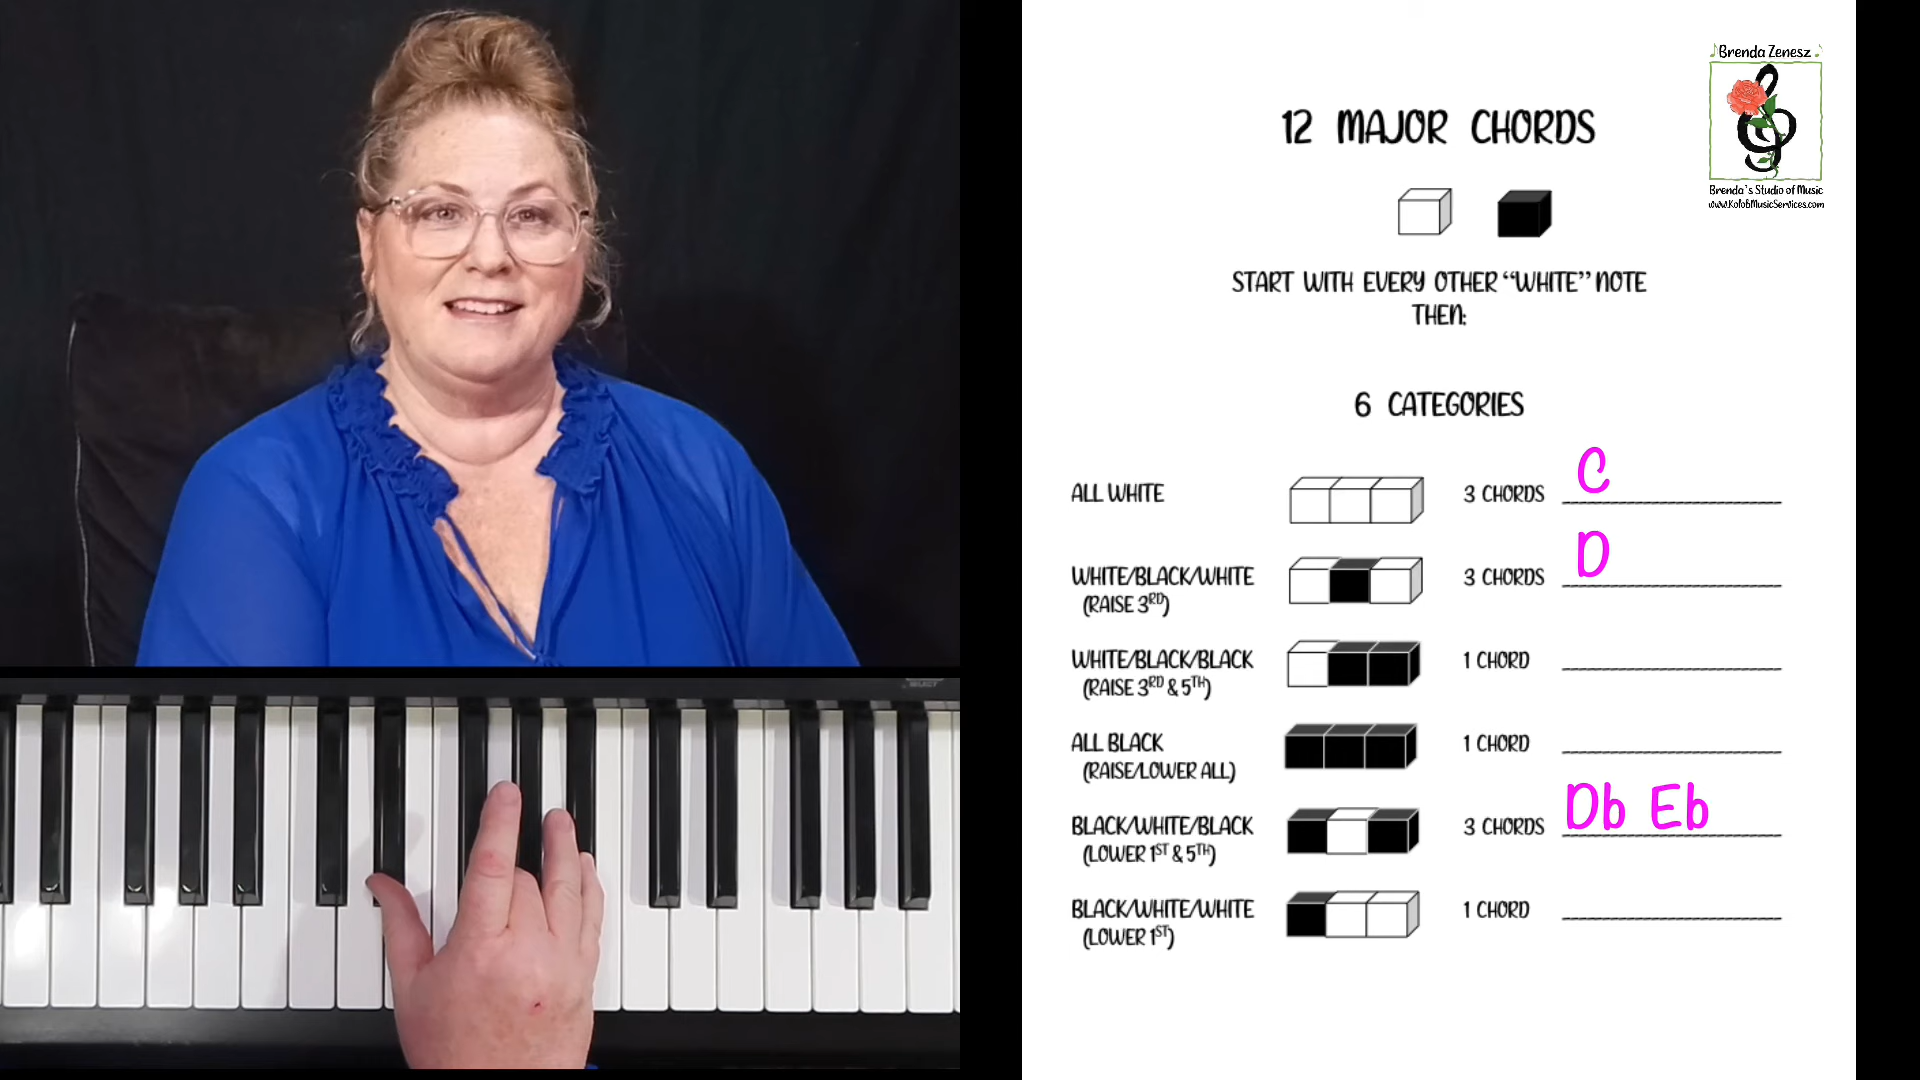 ♪Brenda Zenesz♪
12 MAJOR CHORDS
Brenda's Studio of Music
www.KolobMusicServices.com
START WITH EVERY OTHER “WHITE” NOTE
THEN:
6 CATEGORIES
ALL WHITE 3 CHORDS C
WHITE/BLACK/WHITE 3 CHORDS D
(RAISE 3RD)
WHITE/BLACK/BLACK 1 CHORD
(RAISE 3RD & 5TH)
ALL BLACK 1 CHORD
(RAISE/LOWER ALL)
BLACK/WHITE/BLACK 3 CHORDS Db Eb
(LOWER 1ST & 5TH)
BLACK/WHITE/WHITE 1 CHORD
(LOWER 1ST)
SELECT